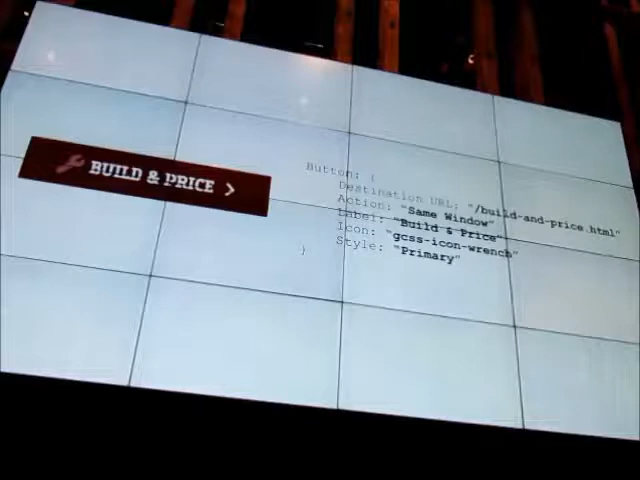 BUILD & PRICE >
Button: {
Destination URL: "/build-and-price.html"
Action: "Same Window"
Label: "Build & Price"
Icon: "gcss-icon-wrench"
Style: "Primary"
}